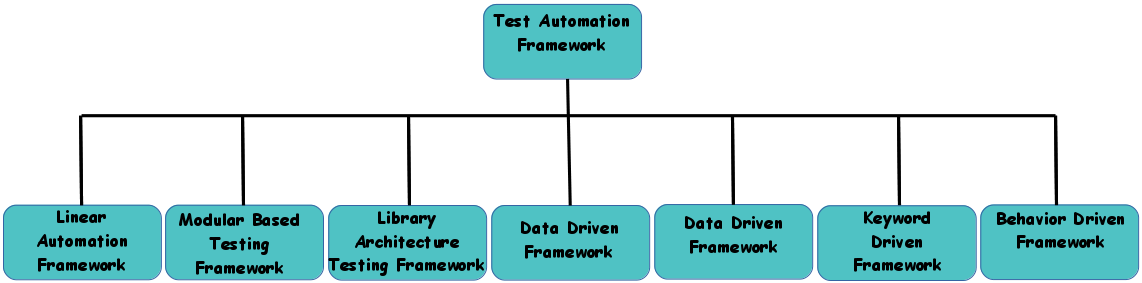 Test Automation
Framework
Linear
Automation
Framework
Modular Based
Testing
Framework
Library
Architecture
Testing Framework
Data Driven
Framework
Data Driven
Framework
Keyword
Driven
Framework
Behavior Driven
Framework